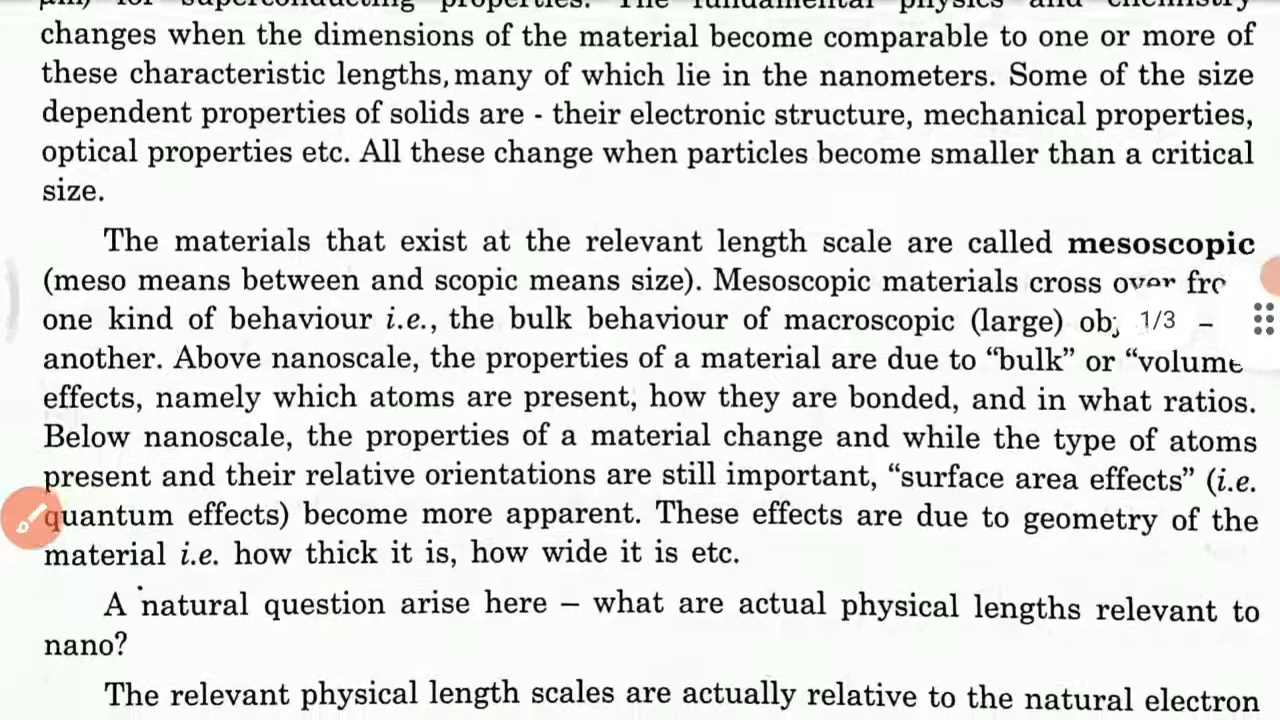 changes when the dimensions of the material become comparable to one or more of
these characteristic lengths, many of which lie in the nanometers. Some of the size
dependent properties of solids are - their electronic structure, mechanical properties,
optical properties etc. All these change when particles become smaller than a critical
size.
The materials that exist at the relevant length scale are called mesoscopic
(meso means between and scopic means size). Mesoscopic materials cross over
one kind of behaviour i.e., the bulk behaviour of macroscopic (large) 1/3 –
another. Above nanoscale, the properties of a material are due to “bulk” or “volume
effects, namely which atoms are present, how they are bonded, and in what ratios.
Below nanoscale, the properties of a material change and while the type of atoms
present and their relative orientations are still important, “surface area effects” (i.e.
quantum effects) become more apparent. These effects are due to geometry of the
material i.e. how thick it is, how wide it is etc.
A natural question arise here – what are actual physical lengths relevant to
nano?
The relevant physical length scales are actually relative to the natural electron